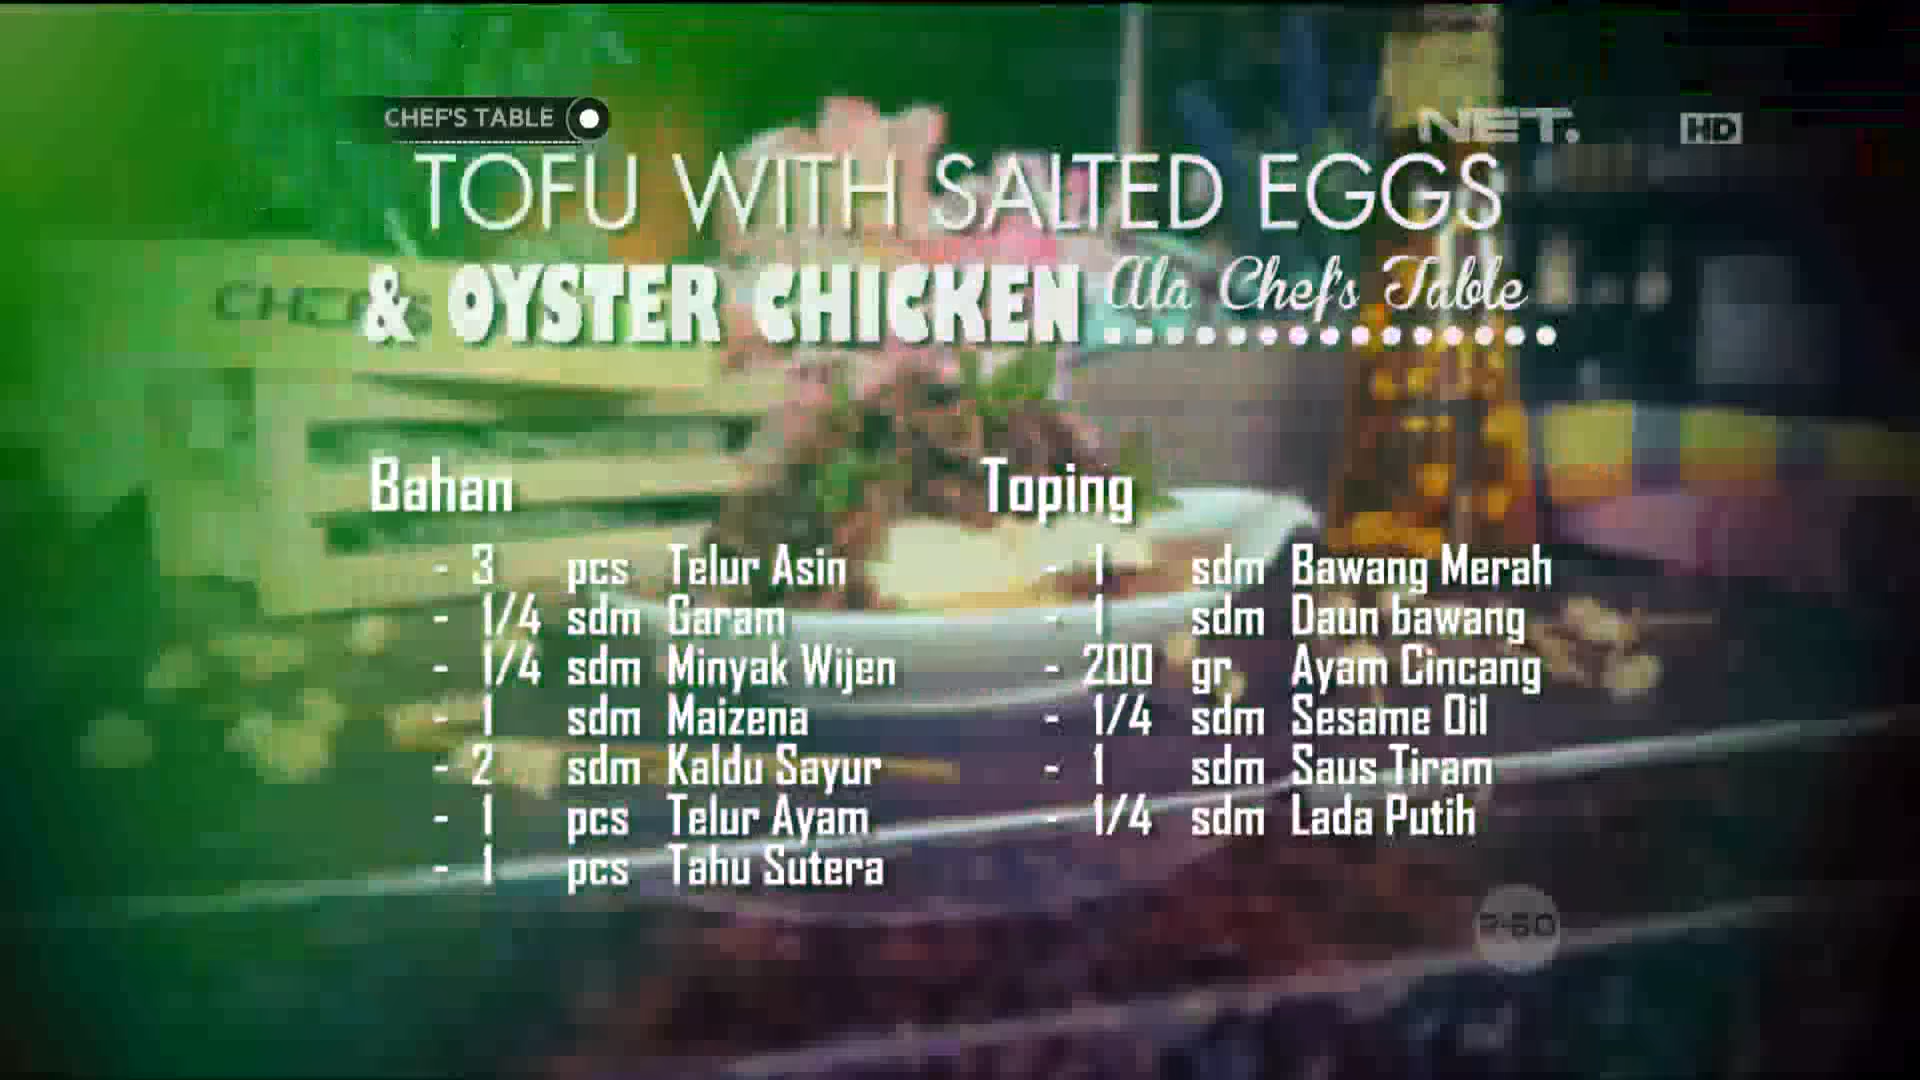 CHEF'S TABLE
NET.
HD
TOFU WITH SALTED EGGS
& OYSTER CHICKEN Ala Chef's Table
Bahan
- 3 pcs Telur Asin
- 1/4 sdm Garam
- 1/4 sdm Minyak Wijen
- 1 sdm Maizena
- 2 sdm Kaldu Sayur
- 1 pcs Telur Ayam
- 1 pcs Tahu Sutera
Toping
- 1 sdm Bawang Merah
- 1 sdm Daun bawang
- 200 gr Ayam Cincang
- 1/4 sdm Sesame Oil
- 1 sdm Saus Tiram
- 1/4 sdm Lada Putih